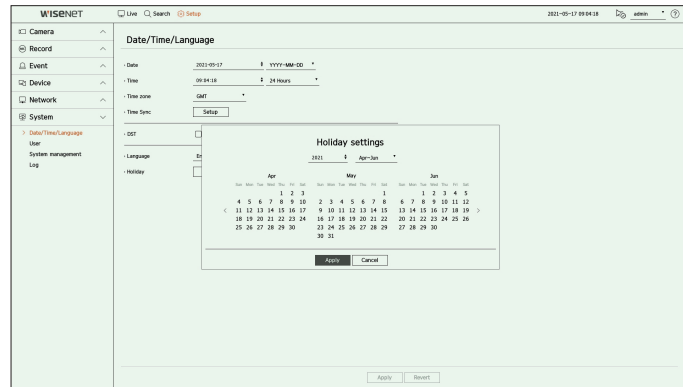 WISENET
Live Search Setup
2021-05-17 09:04:18 admin
Camera
Record
Event
Device
Network
System
> Date/Time/Language
User
System management
Log
Date/Time/Language
Date 2021-05-17 YYYY-MM-DD
Time 09:04:18 24 Hours
Time zone GMT
Time Sync Setup
DST
Language En
Holiday
Holiday settings
2021 Apr-Jun
Apr May Jun
Sun Mon Tue Wed Thu Fri Sat Sun Mon Tue Wed Thu Fri Sat Sun Mon Tue Wed Thu Fri Sat
1 2 3 1 1 2 3 4 5
4 5 6 7 8 9 10 2 3 4 5 6 7 8 6 7 8 9 10 11 12
< 11 12 13 14 15 16 17 9 10 11 12 13 14 15 13 14 15 16 17 18 19 >
18 19 20 21 22 23 24 16 17 18 19 20 21 22 20 21 22 23 24 25 26
25 26 27 28 29 30 23 24 25 26 27 28 29 27 28 29 30
30 31
Apply Cancel
Apply Revert